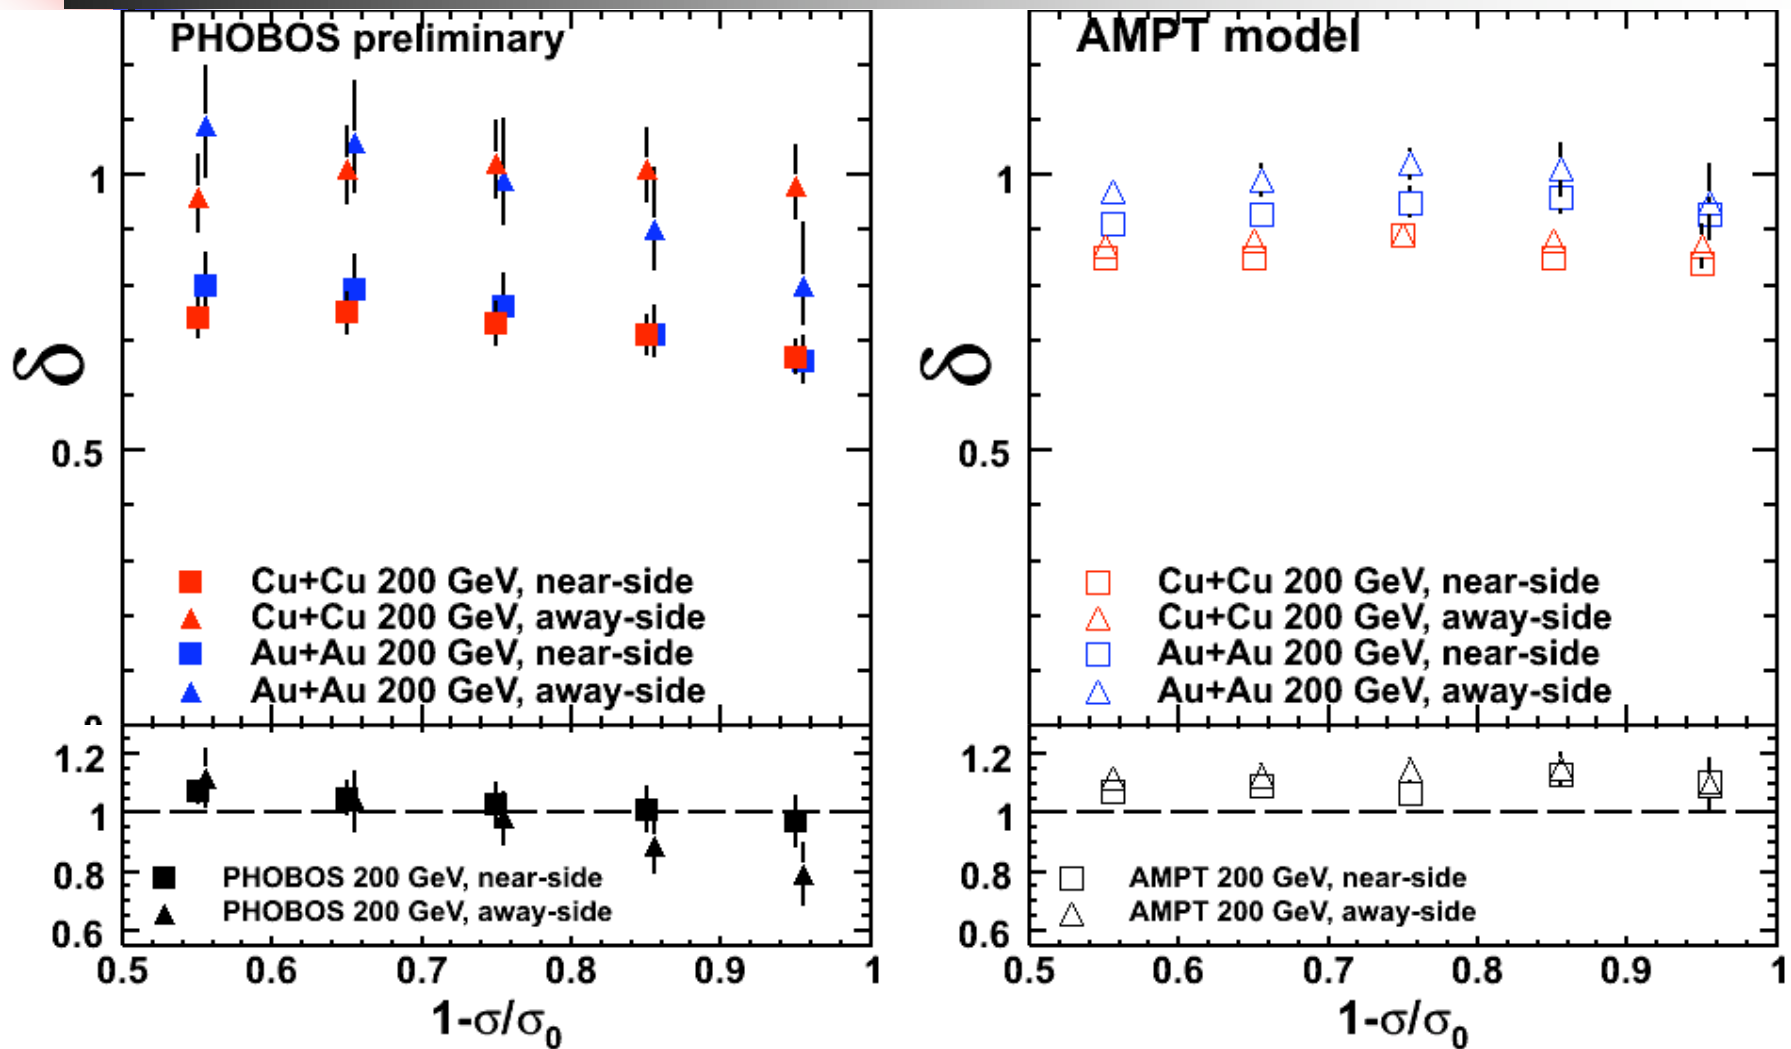 PHOBOS preliminary
1
0.5
0
δ
Cu+Cu 200 GeV, near-side
Cu+Cu 200 GeV, away-side
Au+Au 200 GeV, near-side
Au+Au 200 GeV, away-side
1.2
1
0.8
0.6
PHOBOS 200 GeV, near-side
PHOBOS 200 GeV, away-side
0.5 0.6 0.7 0.8 0.9 1
1-σ/σ0
AMPT model
1
0.5
δ
Cu+Cu 200 GeV, near-side
Cu+Cu 200 GeV, away-side
Au+Au 200 GeV, near-side
Au+Au 200 GeV, away-side
1.2
1
0.8
0.6
AMPT 200 GeV, near-side
AMPT 200 GeV, away-side
0.5 0.6 0.7 0.8 0.9 1
1-σ/σ0